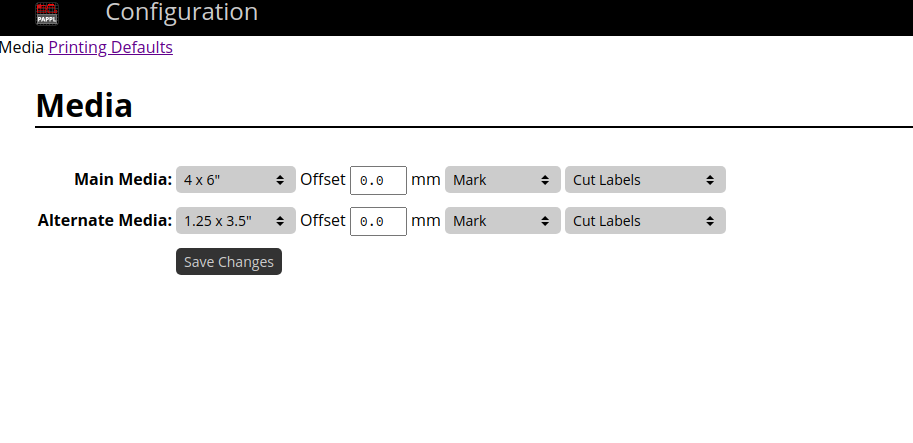 PAPPL
Configuration
Media Printing Defaults
Media
Main Media: 4 x 6" Offset 0.0 mm Mark Cut Labels
Alternate Media: 1.25 x 3.5" Offset 0.0 mm Mark Cut Labels
Save Changes